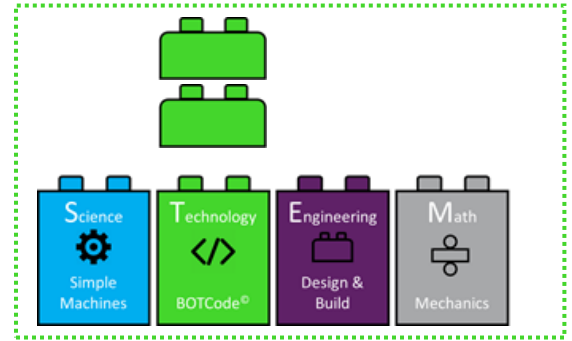 Science
Simple
Machines
Technology
BOTCode©
Engineering
Design &
Build
Math
Mechanics